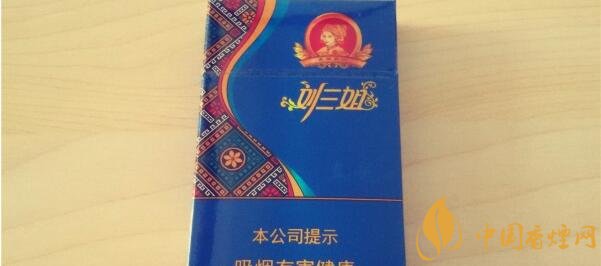 刘三姐
本公司提示
吸烟有害健康
中国香烟网